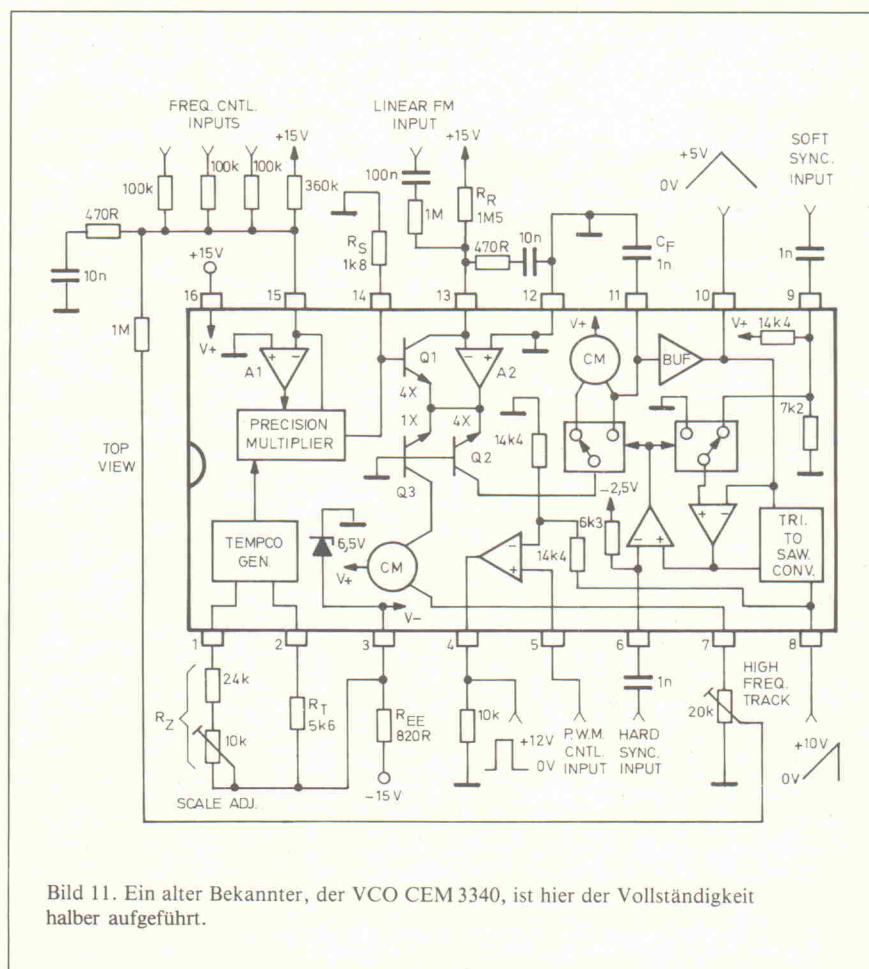 FREQ. CNTL.
INPUTS
LINEAR FM
INPUT
+15V
+15V
SOFT
SYNC.
INPUT
+5V
0V
100k
100k
100k
360k
100n
1M
R_R
1M5
470R
10n
+15V
R_S
1k8
470R
10n
C_F
1n
1n
16
15
14
13
12
11
10
9
1M
V+
A1
Q1
4X
A2
V+
CM
BUF
V+
14k4
7k2
PRECISION
MULTIPLIER
1X
4X
Q2
Q3
14k4
TOP
VIEW
TEMPCO
GEN.
6,5V
V+
CM
V-
14k4
-2,5V
6k3
TRI.
TO
SAW.
CONV.
1
2
3
4
5
6
7
8
R_Z
24k
10k
SCALE ADJ.
R_T
5k6
R_EE
820R
-15V
10k
+12V
0V
P.W.M.
CNTL.
INPUT
HARD
SYNC.
INPUT
1n
20k
HIGH
FREQ.
TRACK
+10V
0V
Bild 11. Ein alter Bekannter, der VCO CEM 3340, ist hier der Vollständigkeit
halber aufgeführt.